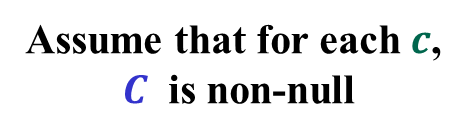 Assume that for each c,
C is non-null